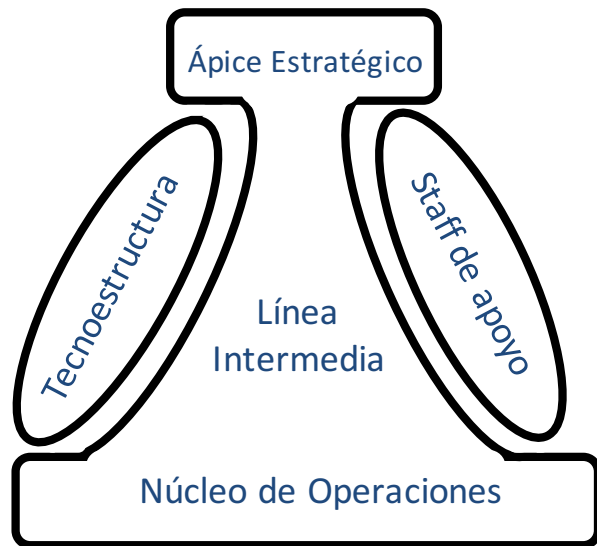 Ápice Estratégico
Tecnoestructura
Staff de apoyo
Línea
Intermedia
Núcleo de Operaciones